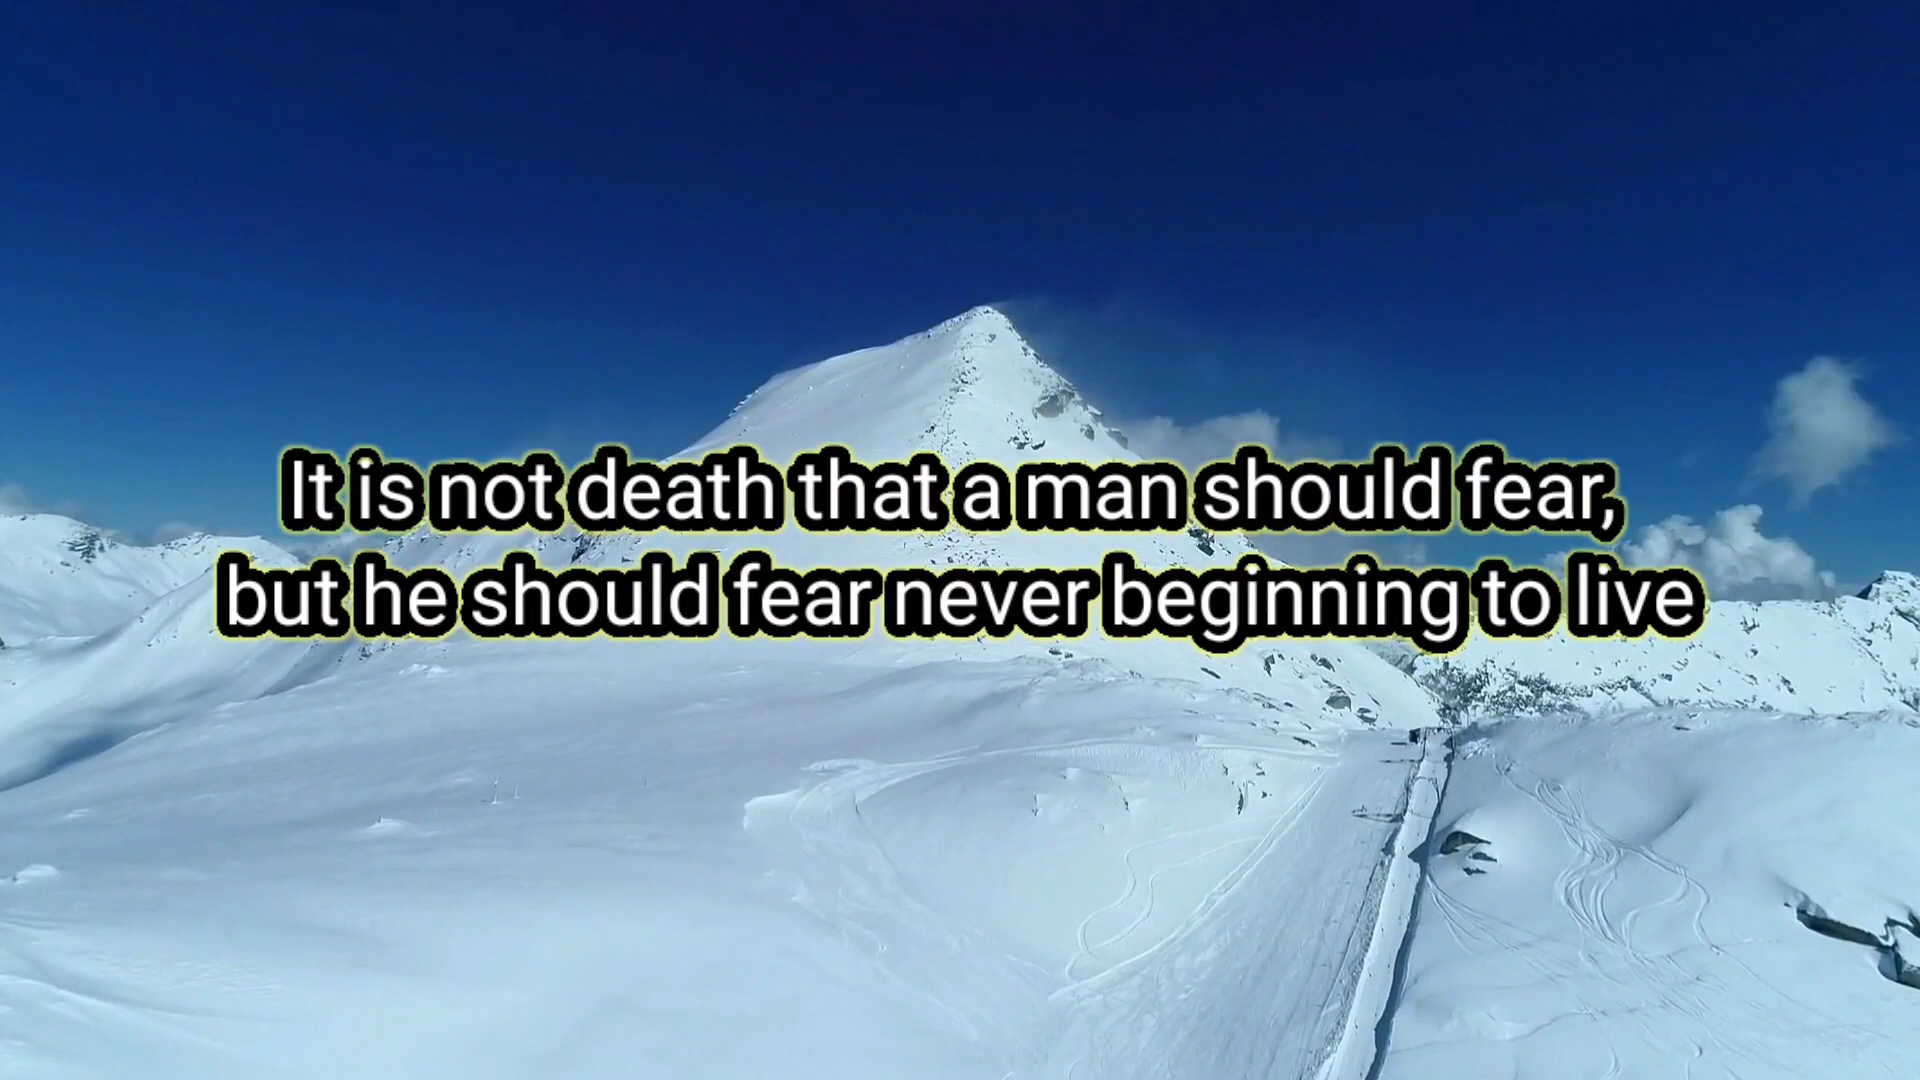 It is not death that a man should fear,
but he should fear never beginning to live